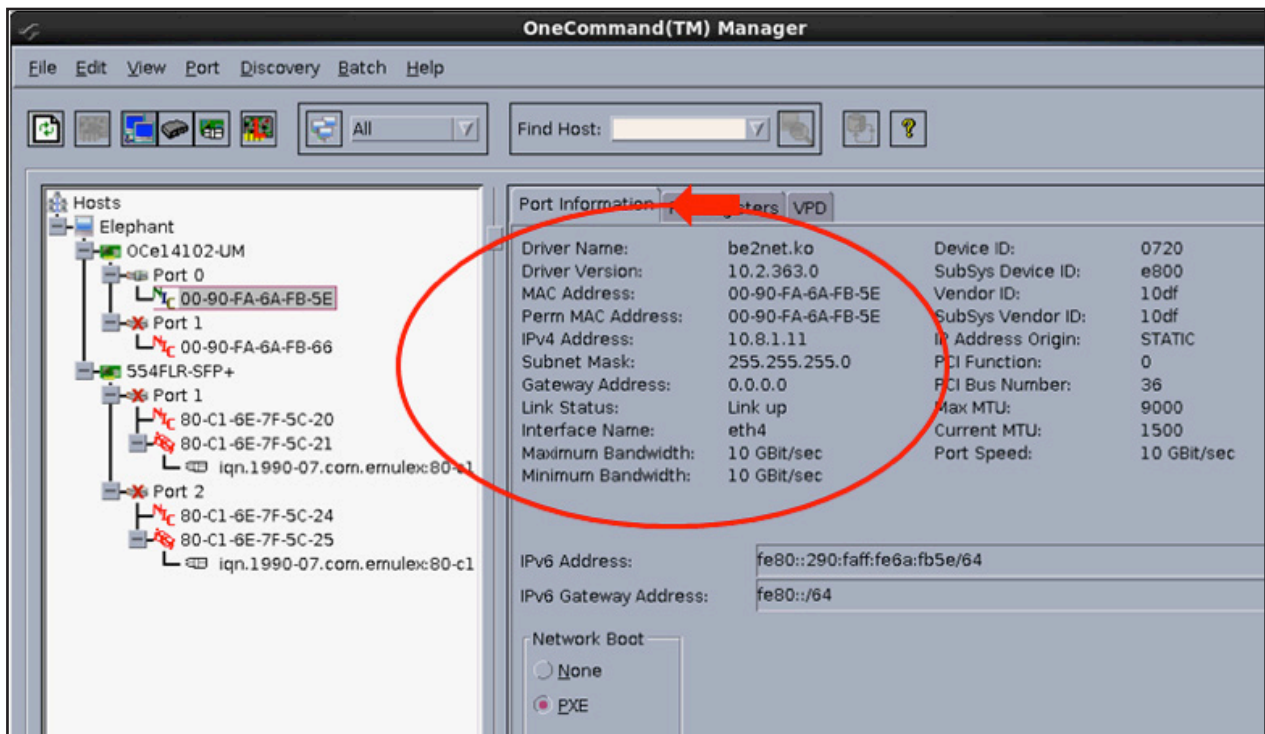 OneCommand(TM) Manager
File Edit View Port Discovery Batch Help
All Find Host:
Hosts
Elephant
OCe14102-UM
Port 0
NIC 00-90-FA-6A-FB-5E
Port 1
NIC 00-90-FA-6A-FB-66
554FLR-SFP+
Port 1
NIC 80-C1-6E-7F-5C-20
80-C1-6E-7F-5C-21
iqn.1990-07.com.emulex:80-c1
Port 2
NIC 80-C1-6E-7F-5C-24
80-C1-6E-7F-5C-25
iqn.1990-07.com.emulex:80-c1
Port Information VPD
Driver Name: be2net.ko Device ID: 0720
Driver Version: 10.2.363.0 SubSys Device ID: e800
MAC Address: 00-90-FA-6A-FB-5E Vendor ID: 10df
Perm MAC Address: 00-90-FA-6A-FB-5E SubSys Vendor ID: 10df
IPv4 Address: 10.8.1.11 IP Address Origin: STATIC
Subnet Mask: 255.255.255.0 PCI Function: 0
Gateway Address: 0.0.0.0 PCI Bus Number: 36
Link Status: Link up Max MTU: 9000
Interface Name: eth4 Current MTU: 1500
Maximum Bandwidth: 10 GBit/sec Port Speed: 10 GBit/sec
Minimum Bandwidth: 10 GBit/sec
IPv6 Address: fe80::290:faff:fe6a:fb5e/64
IPv6 Gateway Address: fe80::/64
Network Boot
None
PXE